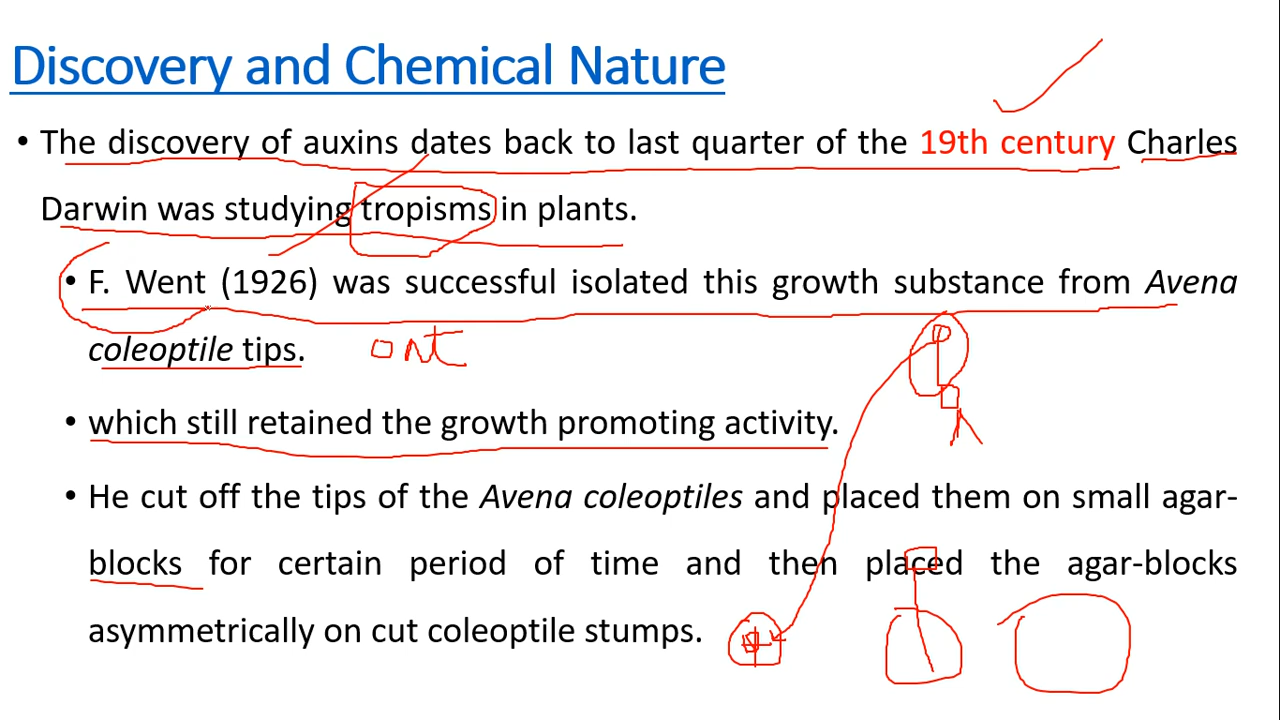 Discovery and Chemical Nature
• The discovery of auxins dates back to last quarter of the 19th century Charles
Darwin was studying tropisms in plants.
• F. Went (1926) was successful isolated this growth substance from Avena
coleoptile tips.
• which still retained the growth promoting activity.
• He cut off the tips of the Avena coleoptiles and placed them on small agar-
blocks for certain period of time and then placed the agar-blocks
asymmetrically on cut coleoptile stumps.